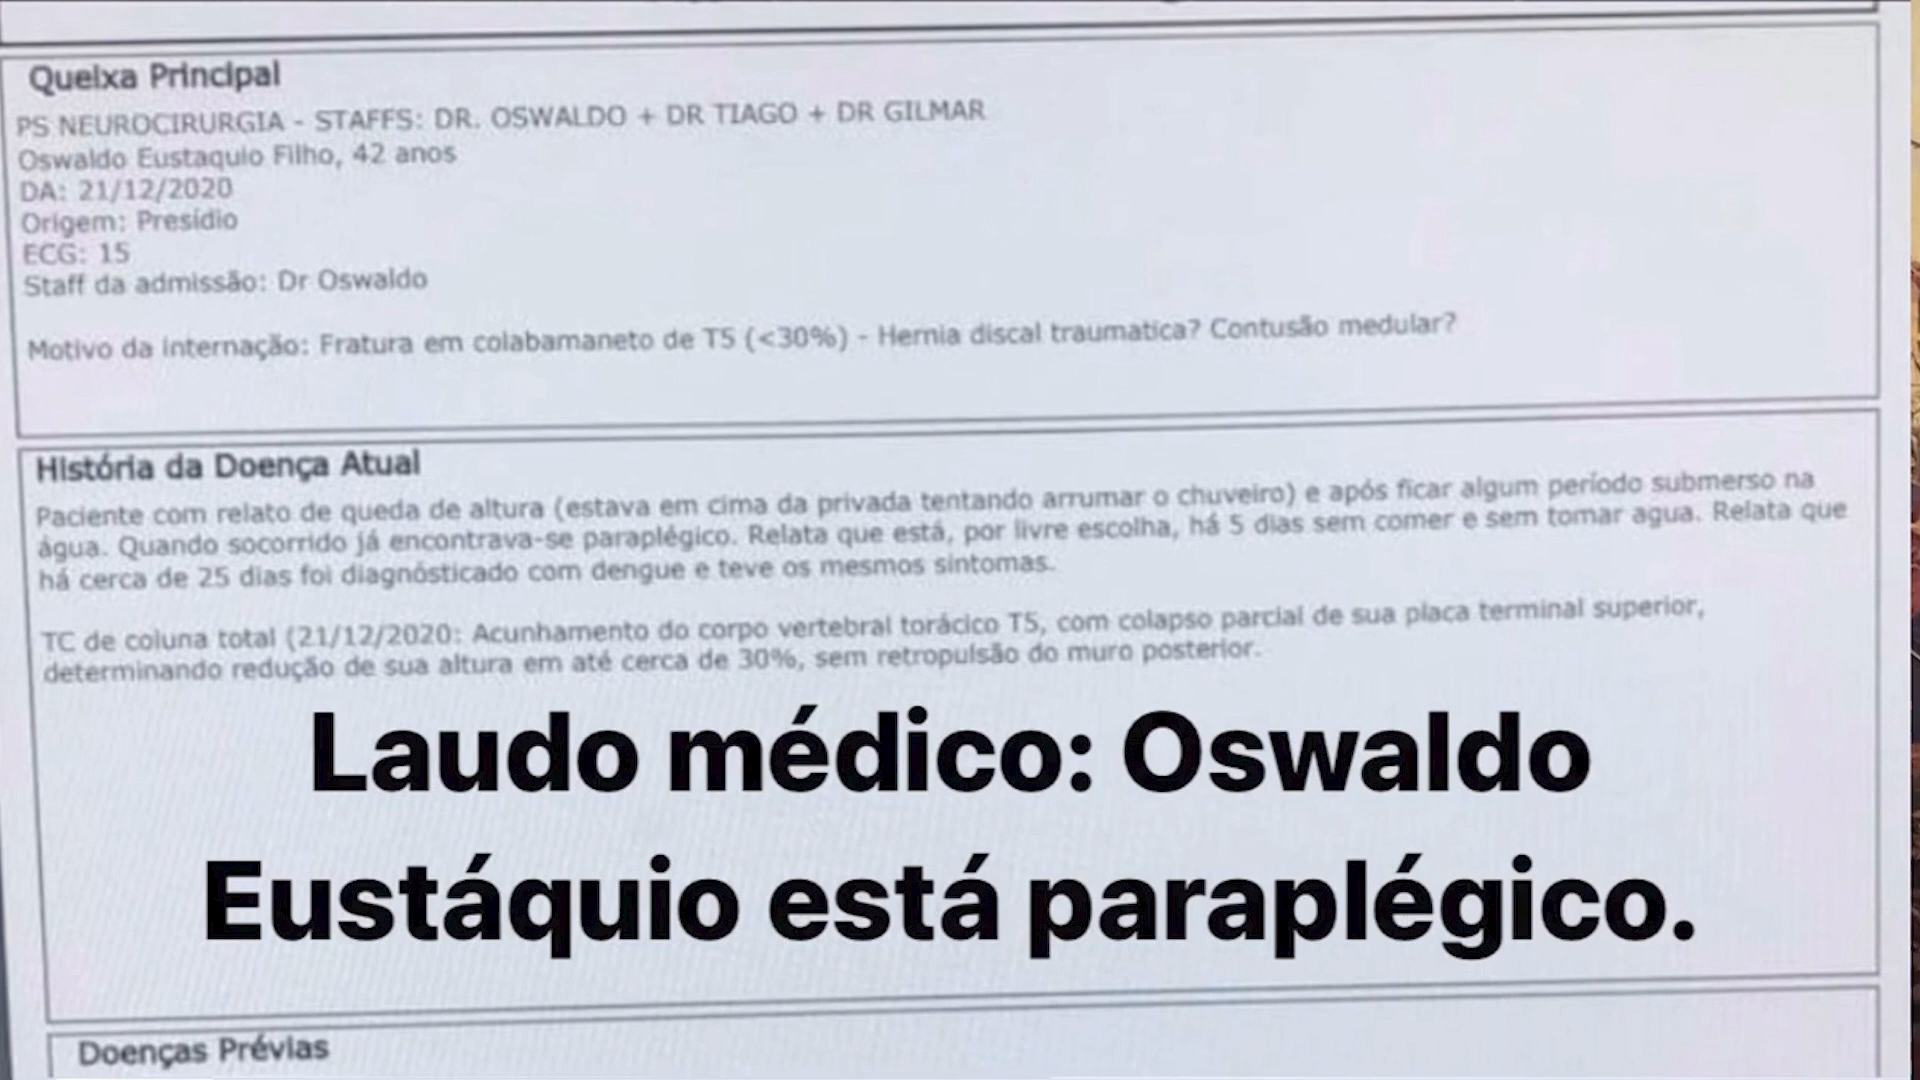 Queixa Principal
PS NEUROCIRURGIA - STAFFS: DR. OSWALDO + DR TIAGO + DR GILMAR
Oswaldo Eustaquio Filho, 42 anos
DA: 21/12/2020
Origem: Presídio
ECG: 15
Staff da admissão: Dr Oswaldo
Motivo da internação: Fratura em colabamaneto de T5 (<30%) - Hernia discal traumatica? Contusão medular?
História da Doença Atual
Paciente com relato de queda de altura (estava em cima da privada tentando arrumar o chuveiro) e após ficar algum período submerso na
água. Quando socorrido já encontrava-se paraplégico. Relata que está, por livre escolha, há 5 dias sem comer e sem tomar agua. Relata que
há cerca de 25 dias foi diagnósticado com dengue e teve os mesmos sintomas.
TC de coluna total (21/12/2020: Acunhamento do corpo vertebral torácico T5, com colapso parcial de sua placa terminal superior,
determinando redução de sua altura em até cerca de 30%, sem retropulsão do muro posterior.
Laudo médico: Oswaldo
Eustáquio está paraplégico.
Doenças Prévias